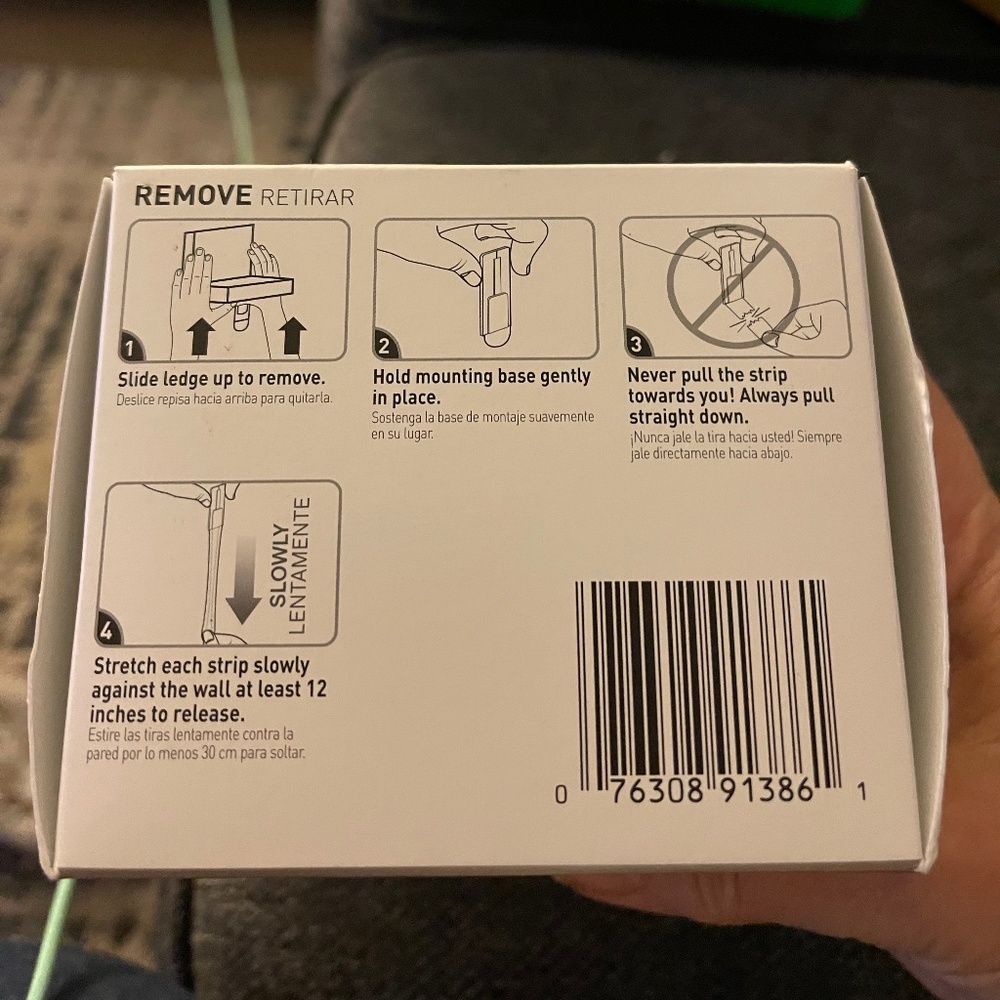 REMOVE RETIRAR
1
Slide ledge up to remove.
Deslice repisa hacia arriba para quitarla.
2
Hold mounting base gently
in place.
Sostenga la base de montaje suavemente
en su lugar.
3
Never pull the strip
towards you! Always pull
straight down.
¡Nunca jale la tira hacia usted! Siempre
jale directamente hacia abajo.
SLOWLY
LENTAMENTE
4
Stretch each strip slowly
against the wall at least 12
inches to release.
Estire las tiras lentamente contra la
pared por lo menos 30 cm para soltar.
0 76308 91386 1